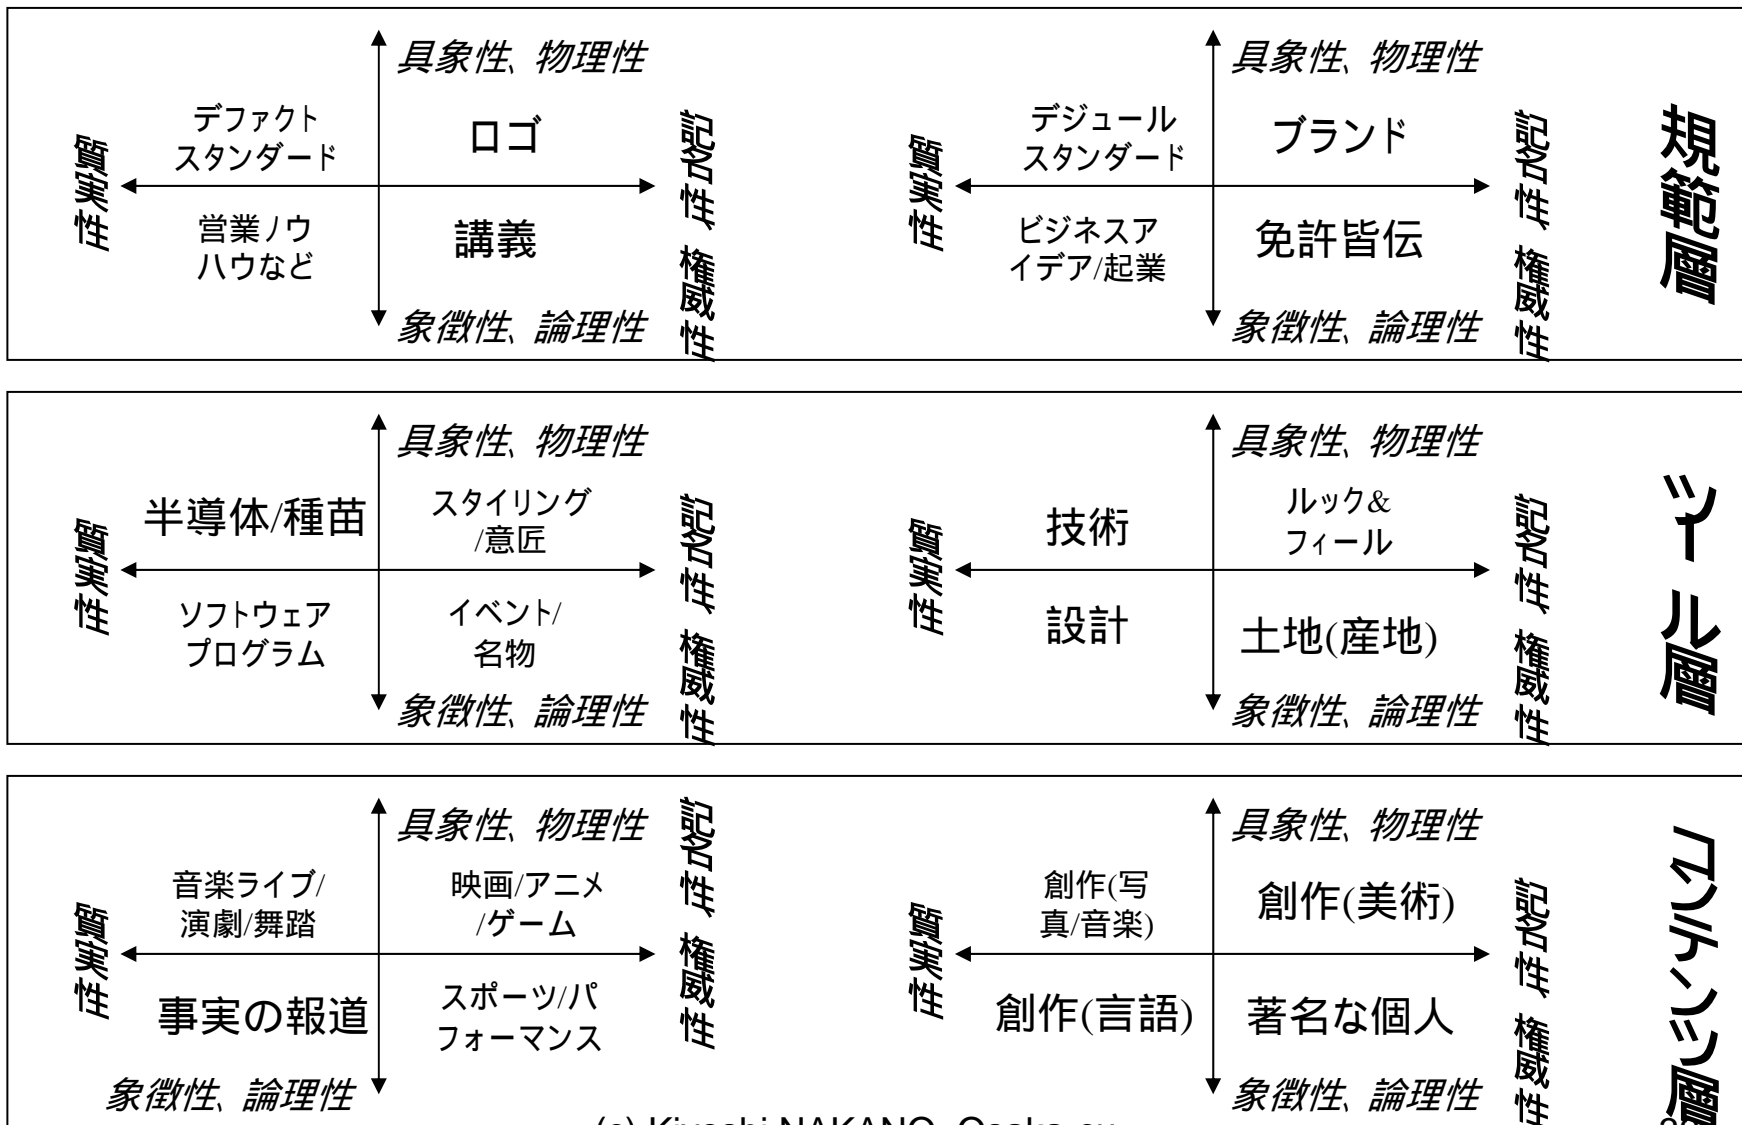 具象性、物理性
デファクト
スタンダード
ロゴ
質実性
記名性、権威性
営業ノウ
ハウなど
講義
象徴性、論理性
具象性、物理性
デジュール
スタンダード
ブランド
質実性
記名性、権威性
ビジネスア
イデア/起業
免許皆伝
象徴性、論理性
規範層
具象性、物理性
半導体/種苗
スタイリング
/意匠
質実性
記名性、権威性
ソフトウェア
プログラム
イベント/
名物
象徴性、論理性
具象性、物理性
技術
ルック&
フィール
質実性
記名性、権威性
設計
土地(産地)
象徴性、論理性
ツール層
具象性、物理性
音楽ライブ/
演劇/舞踏
映画/アニメ
/ゲーム
質実性
記名性、権威性
事実の報道
スポーツ/パ
フォーマンス
象徴性、論理性
具象性、物理性
創作(写
真/音楽)
創作(美術)
質実性
記名性、権威性
創作(言語)
著名な個人
象徴性、論理性
コンテンツ層
(c) Kiyoshi NAKANO, Osaka